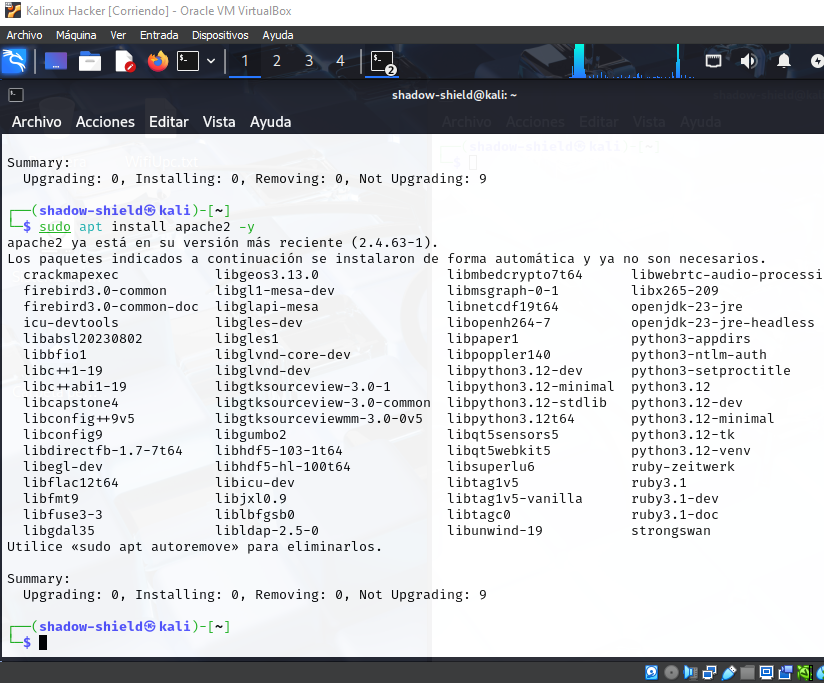 Kalinux Hacker [Corriendo] - Oracle VM VirtualBox
Archivo Máquina Ver Entrada Dispositivos Ayuda
1 2 3 4 2
shadow-shield@kali: ~
Archivo Acciones Editar Vista Ayuda
Summary:
Upgrading: 0, Installing: 0, Removing: 0, Not Upgrading: 9
┌──(shadow-shield㉿kali)-[~]
└─$ sudo apt install apache2 -y
apache2 ya está en su versión más reciente (2.4.63-1).
Los paquetes indicados a continuación se instalaron de forma automática y ya no son necesarios.
crackmapexec libgeos3.13.0 libmbedcrypto7t64 libwebrtc-audio-processi
firebird3.0-common libgl1-mesa-dev libmsgraph-0-1 libx265-209
firebird3.0-common-doc libglapi-mesa libnetcdf19t64 openjdk-23-jre
icu-devtools libgles-dev libopenh264-7 openjdk-23-jre-headless
libabsl20230802 libgles1 libpaper1 python3-appdirs
libbfio1 libglvnd-core-dev libpoppler140 python3-ntlm-auth
libc++1-19 libglvnd-dev libpython3.12-dev python3-setproctitle
libc++abi1-19 libgtksourceview-3.0-1 libpython3.12-minimal python3.12
libcapstone4 libgtksourceview-3.0-common libpython3.12-stdlib python3.12-dev
libconfig++9v5 libgtksourceviewmm-3.0-0v5 libpython3.12t64 python3.12-minimal
libconfig9 libgumbo2 libqt5sensors5 python3.12-tk
libdirectfb-1.7-7t64 libhdf5-103-1t64 libqt5webkit5 python3.12-venv
libegl-dev libhdf5-hl-100t64 libsuperlu6 ruby-zeitwerk
libflac12t64 libicu-dev libtag1v5 ruby3.1
libfmt9 libjxl0.9 libtag1v5-vanilla ruby3.1-dev
libfuse3-3 liblbfgsb0 libtagc0 ruby3.1-doc
libgdal35 libldap-2.5-0 libunwind-19 strongswan
Utilice «sudo apt autoremove» para eliminarlos.
Summary:
Upgrading: 0, Installing: 0, Removing: 0, Not Upgrading: 9
┌──(shadow-shield㉿kali)-[~]
└─$